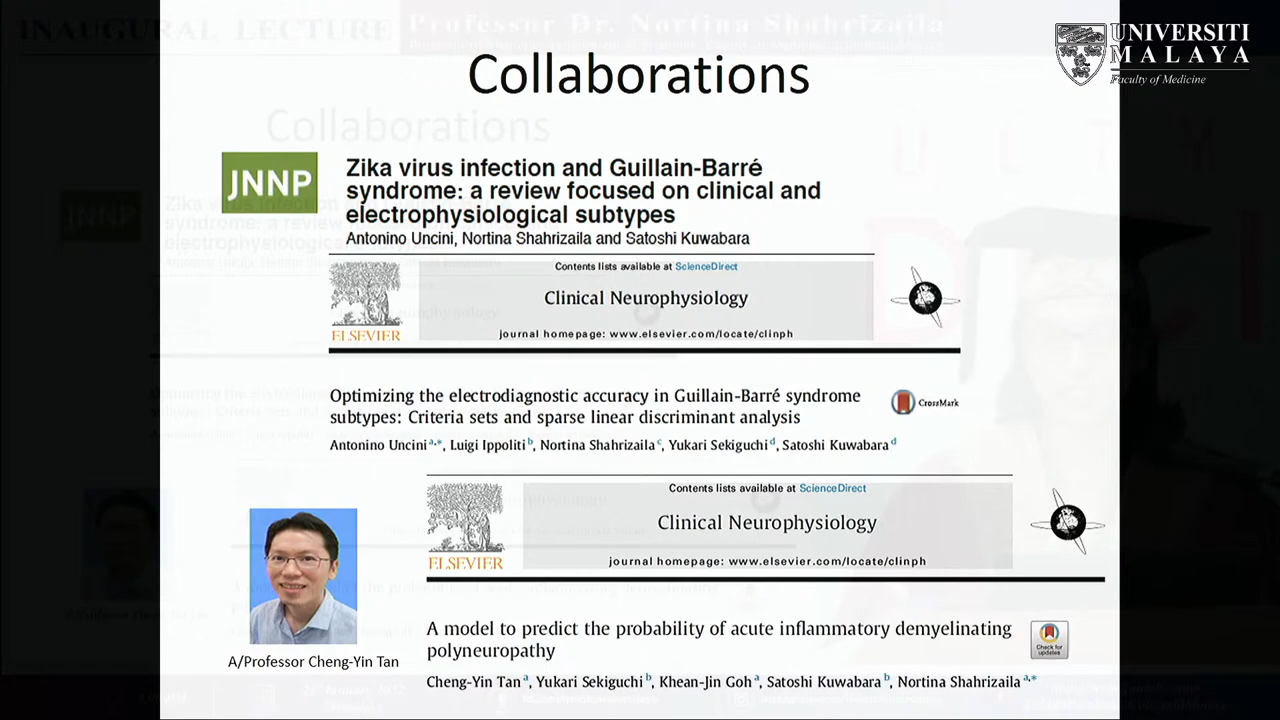 INAUGURAL LECTURE
Professor Dr. Nortina Shahrizaila
UNIVERSITI
MALAYA
Faculty of Medicine
Collaborations
Collaborations
JNNP
Zika virus infection and Guillain-Barré
syndrome: a review focused on clinical and
electrophysiological subtypes
Antonino Uncini, Nortina Shahrizaila and Satoshi Kuwabara
Contents lists available at ScienceDirect
Clinical Neurophysiology
journal homepage: www.elsevier.com/locate/clinph
ELSEVIER
Optimizing the electrodiagnostic accuracy in Guillain-Barré syndrome
subtypes: Criteria sets and sparse linear discriminant analysis
CrossMark
Antonino Uncini a,*, Luigi Ippoliti b, Nortina Shahrizaila c, Yukari Sekiguchi d, Satoshi Kuwabara d
Contents lists available at ScienceDirect
Clinical Neurophysiology
journal homepage: www.elsevier.com/locate/clinph
ELSEVIER
A/Professor Cheng-Yin Tan
A model to predict the probability of acute inflammatory demyelinating
polyneuropathy
Check for
updates
Cheng-Yin Tan a, Yukari Sekiguchi b, Khean-Jin Goh a, Satoshi Kuwabara b, Nortina Shahrizaila a,*